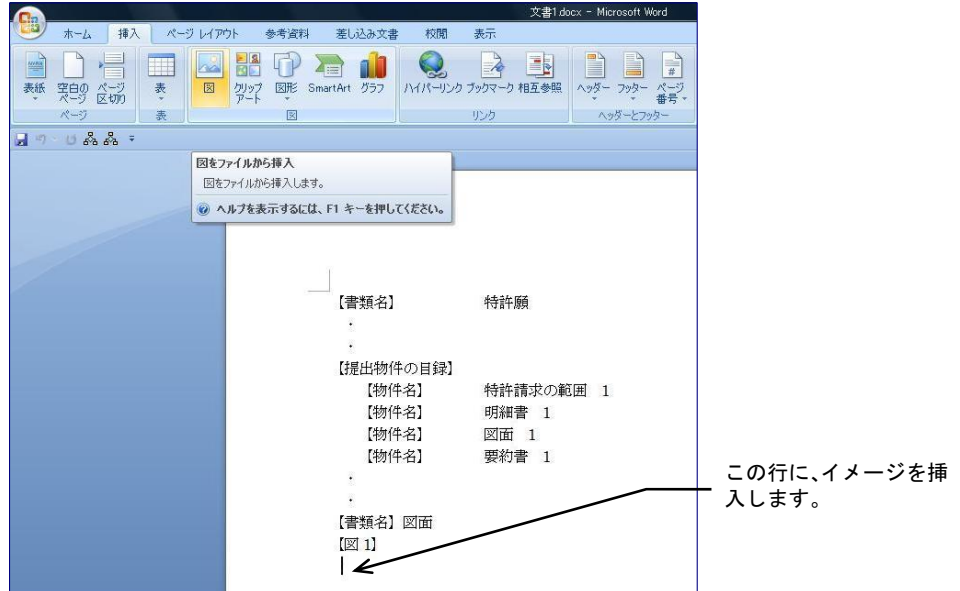 文書1.docx - Microsoft Word
ホーム 挿入 ページ レイアウト 参考資料 差し込み文書 校閲 表示
表紙 空白のページ ページ区切り 表 図 クリップアート 図形 SmartArt グラフ ハイパーリンク ブックマーク 相互参照 ヘッダー フッター ページ番号
ページ 表 図 リンク ヘッダーとフッター
図をファイルから挿入
図をファイルから挿入します。
ヘルプを表示するには、F1 キーを押してください。
【書類名】 特許願
・
・
【提出物件の目録】
【物件名】 特許請求の範囲 1
【物件名】 明細書 1
【物件名】 図面 1
【物件名】 要約書 1
・
・
【書類名】図面
【図 1】
この行に、イメージを挿
入します。